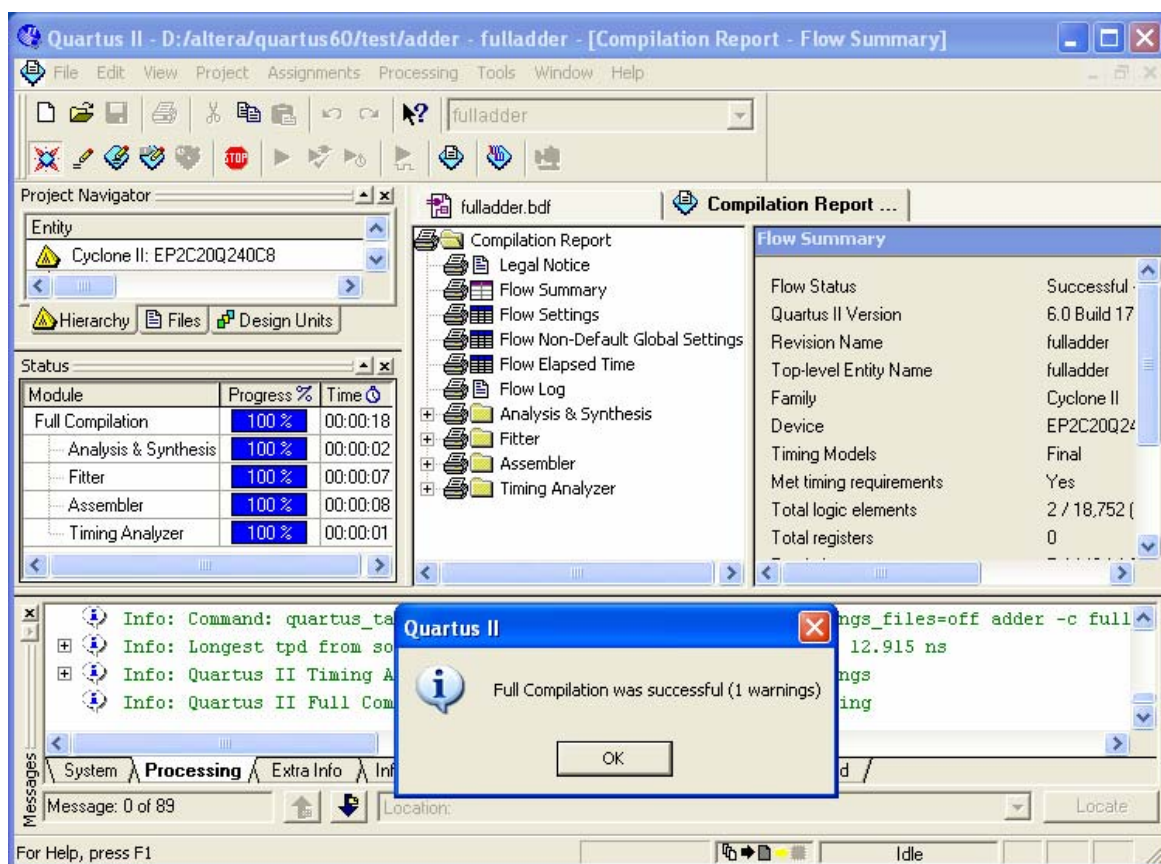 Quartus II - D:/altera/quartus60/test/adder - fulladder - [Compilation Report - Flow Summary]
File Edit View Project Assignments Processing Tools Window Help
fulladder
STOP
Project Navigator
Entity
Cyclone II: EP2C20Q240C8
Hierarchy Files Design Units
Status
Module Progress % Time
Full Compilation 100 % 00:00:18
Analysis & Synthesis 100 % 00:00:02
Fitter 100 % 00:00:07
Assembler 100 % 00:00:08
Timing Analyzer 100 % 00:00:01
fulladder.bdf
Compilation Report ...
Compilation Report
Legal Notice
Flow Summary
Flow Settings
Flow Non-Default Global Settings
Flow Elapsed Time
Flow Log
Analysis & Synthesis
Fitter
Assembler
Timing Analyzer
Flow Summary
Flow Status Successful -
Quartus II Version 6.0 Build 17
Revision Name fulladder
Top-level Entity Name fulladder
Family Cyclone II
Device EP2C20Q24
Timing Models Final
Met timing requirements Yes
Total logic elements 2 / 18,752 (
Total registers 0
Info: Command: quartus_ta ngs_files=off adder -c full
Info: Longest tpd from so 12.915 ns
Info: Quartus II Timing A ngs
Info: Quartus II Full Com ing
Quartus II
Full Compilation was successful (1 warnings)
OK
System Processing Extra Info Inf d
Messages
Message: 0 of 89 Location: Locate
For Help, press F1 Idle